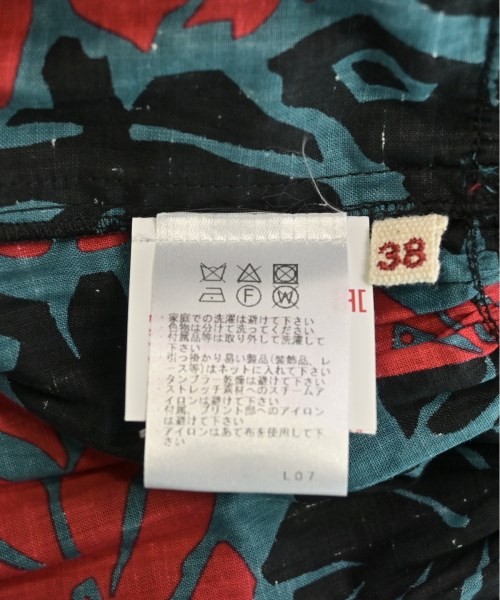 38
F W
家庭での洗濯は避けて下さい
色物は分けて洗ってください
付属品等は取り外して洗濯して
下さい
引っ掛かり易い製品(装飾品、レ
ース等)はネットに入れて下さい
タンブラー乾燥は避けて下さい
ストレッチ素材へのスチームア
イロンは避けて下さい
付属、プリント部へのアイロン
は避けて下さい
アイロンはあて布を使用して下
さい
L07